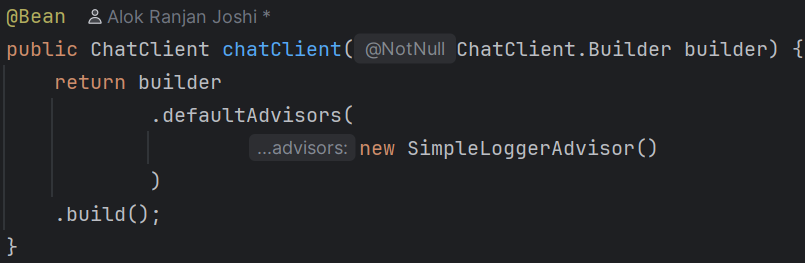 @Bean Alok Ranjan Joshi *
public ChatClient chatClient( @NotNull ChatClient.Builder builder) {
    return builder
            .defaultAdvisors(
                    ...advisors: new SimpleLoggerAdvisor()
            )
    .build();
}